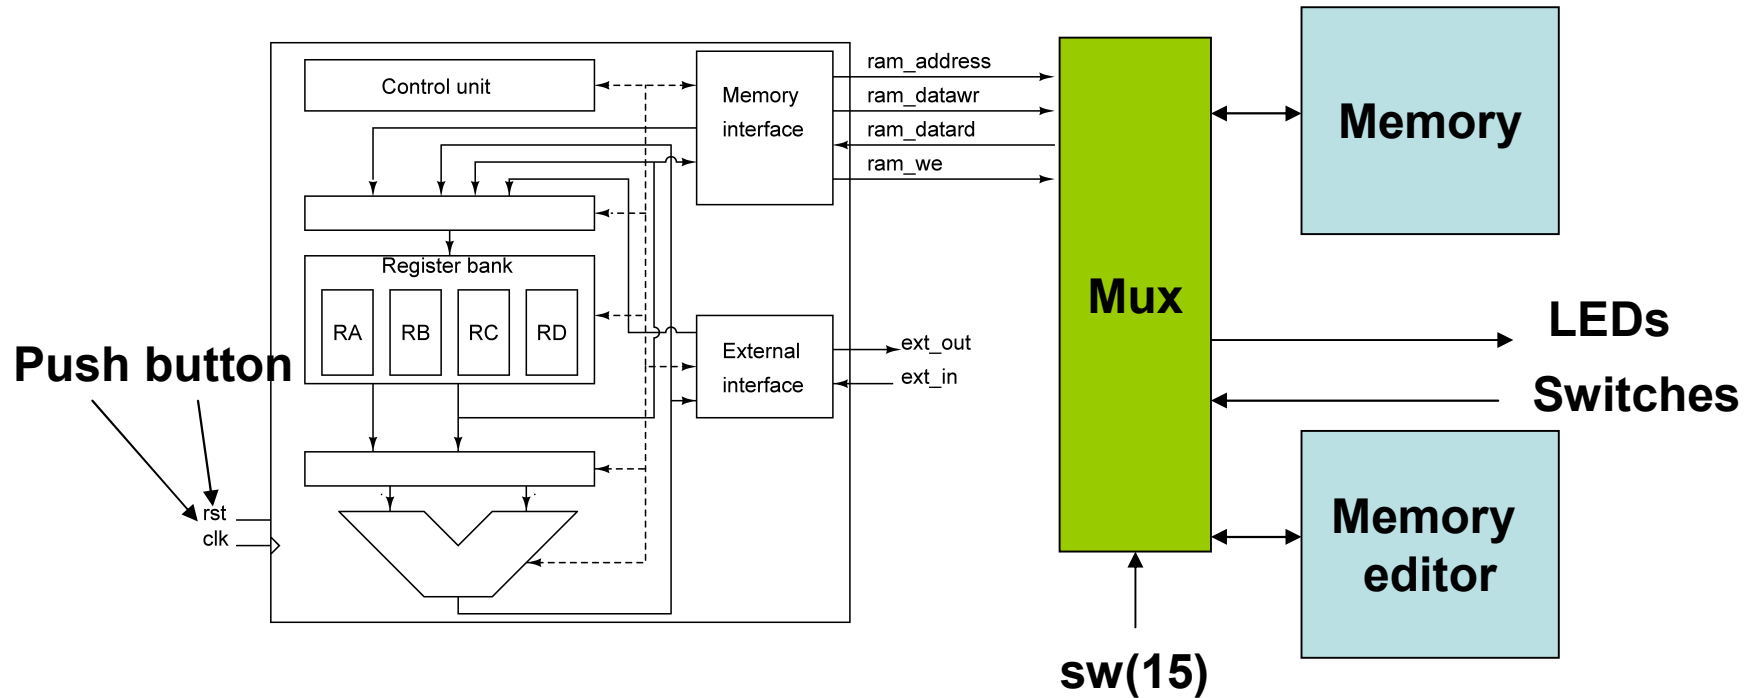 Control unit
Memory
interface
ram_address
ram_datawr
ram_datard
ram_we
Memory
Mux
Register bank
RA
RB
RC
RD
External
interface
ext_out
ext_in
LEDs
Switches
Push button
rst
clk
Memory
editor
sw(15)